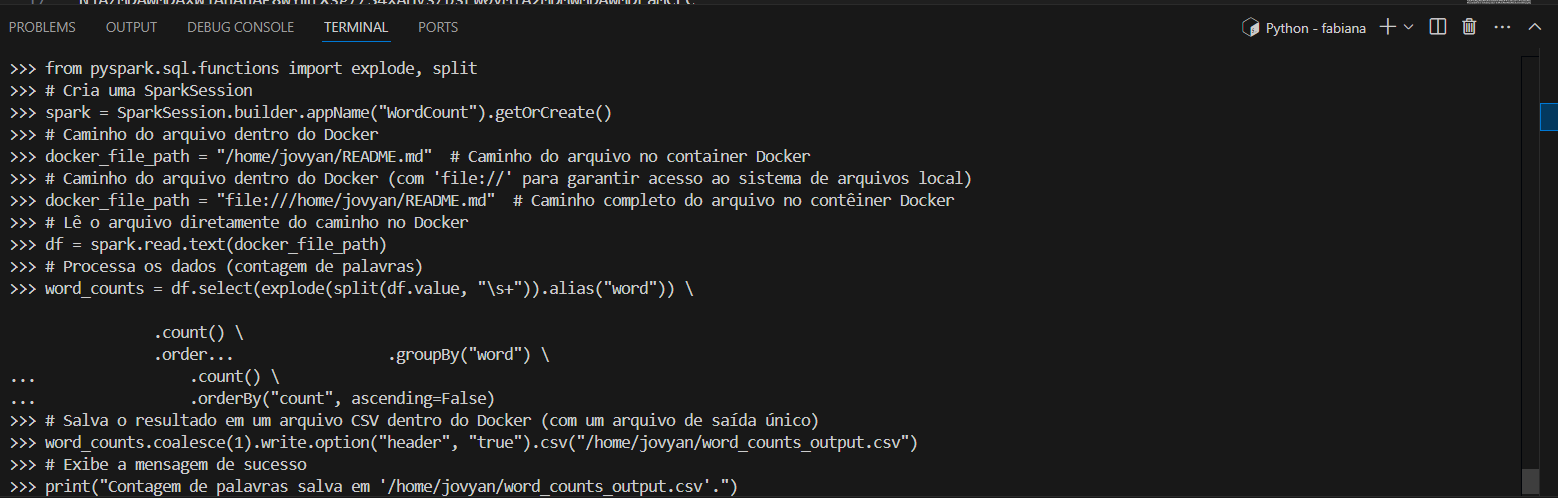 PROBLEMS OUTPUT DEBUG CONSOLE TERMINAL PORTS Python - fabiana
>>> from pyspark.sql.functions import explode, split
>>> # Cria uma SparkSession
>>> spark = SparkSession.builder.appName("WordCount").getOrCreate()
>>> # Caminho do arquivo dentro do Docker
>>> docker_file_path = "/home/jovyan/README.md"  # Caminho do arquivo no container Docker
>>> # Caminho do arquivo dentro do Docker (com 'file://' para garantir acesso ao sistema de arquivos local)
>>> docker_file_path = "file:///home/jovyan/README.md"  # Caminho completo do arquivo no contêiner Docker
>>> # Lê o arquivo diretamente do caminho no Docker
>>> df = spark.read.text(docker_file_path)
>>> # Processa os dados (contagem de palavras)
>>> word_counts = df.select(explode(split(df.value, "\s+")).alias("word")) \
                .count() \
                .order...                 .groupBy("word") \
...                 .count() \
...                 .orderBy("count", ascending=False)
>>> # Salva o resultado em um arquivo CSV dentro do Docker (com um arquivo de saída único)
>>> word_counts.coalesce(1).write.option("header", "true").csv("/home/jovyan/word_counts_output.csv")
>>> # Exibe a mensagem de sucesso
>>> print("Contagem de palavras salva em '/home/jovyan/word_counts_output.csv'.")